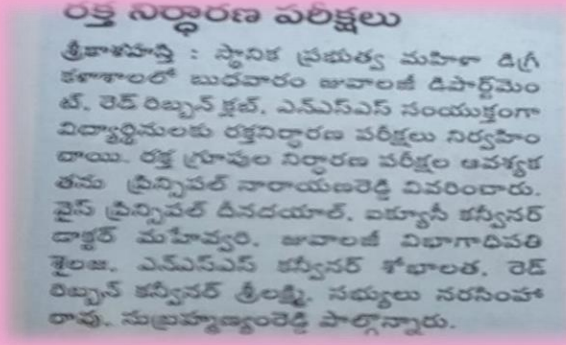 రక్త నిర్ధారణ పరీక్షలు
శ్రీకాళహస్తి : స్థానిక ప్రభుత్వ మహిళా డిగ్రీ
కళాశాలలో బుధవారం జువాలజీ డిపార్ట్‌మెం
ట్, రెడ్ రిబ్బన్ క్లబ్, ఎన్ఎస్ఎస్ సంయుక్తంగా
విద్యార్థినులకు రక్తనిర్ధారణ పరీక్షలు నిర్వహిం
చాయి. రక్త గ్రూపుల నిర్ధారణ పరీక్షల ఆవశ్యక
తను ప్రిన్సిపల్ నారాయణరెడ్డి వివరించారు.
వైస్ ప్రిన్సిపల్ దీనదయాల్, ఐక్యూసీ కన్వీనర్
డాక్టర్ మహేశ్వరి, జువాలజీ విభాగాధిపతి
శైలజ, ఎన్ఎస్ఎస్ కన్వీనర్ శోభాలత, రెడ్
రిబ్బన్ కన్వీనర్ శ్రీలక్ష్మి, సభ్యులు నరసింహా
రావు, సుబ్రహ్మణ్యంరెడ్డి పాల్గొన్నారు.